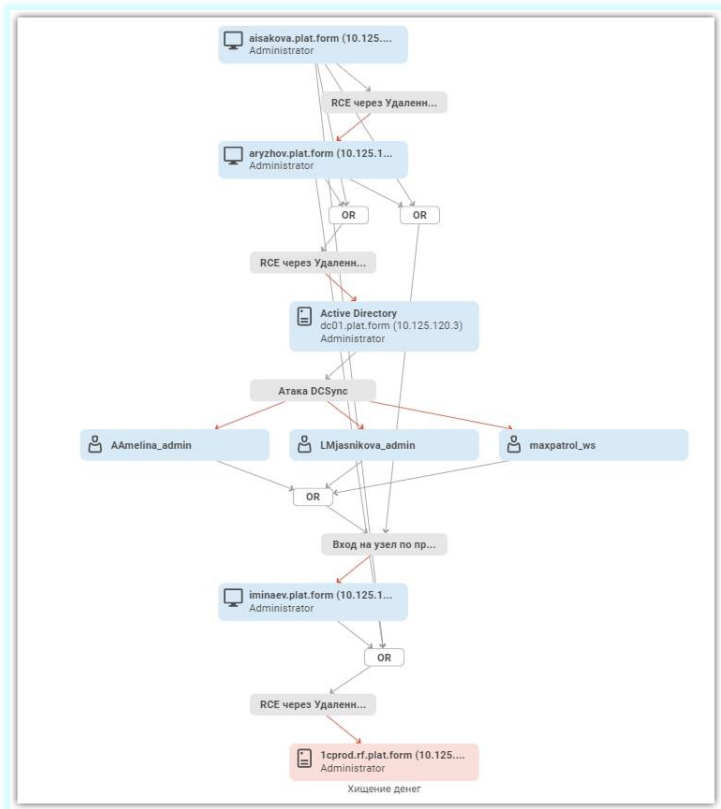 aisakova.plat.form (10.125....
Administrator
RCE через Удаленн...
aryzhov.plat.form (10.125.1...
Administrator
OR
OR
RCE через Удаленн...
Active Directory
dc01.plat.form (10.125.120.3)
Administrator
Атака DCSync
AAmelina_admin
LMjasnikova_admin
maxpatrol_ws
OR
Вход на узел по пр...
iminaev.plat.form (10.125.1...
Administrator
OR
RCE через Удаленн...
1cprod.rf.plat.form (10.125....
Administrator
Хищение денег